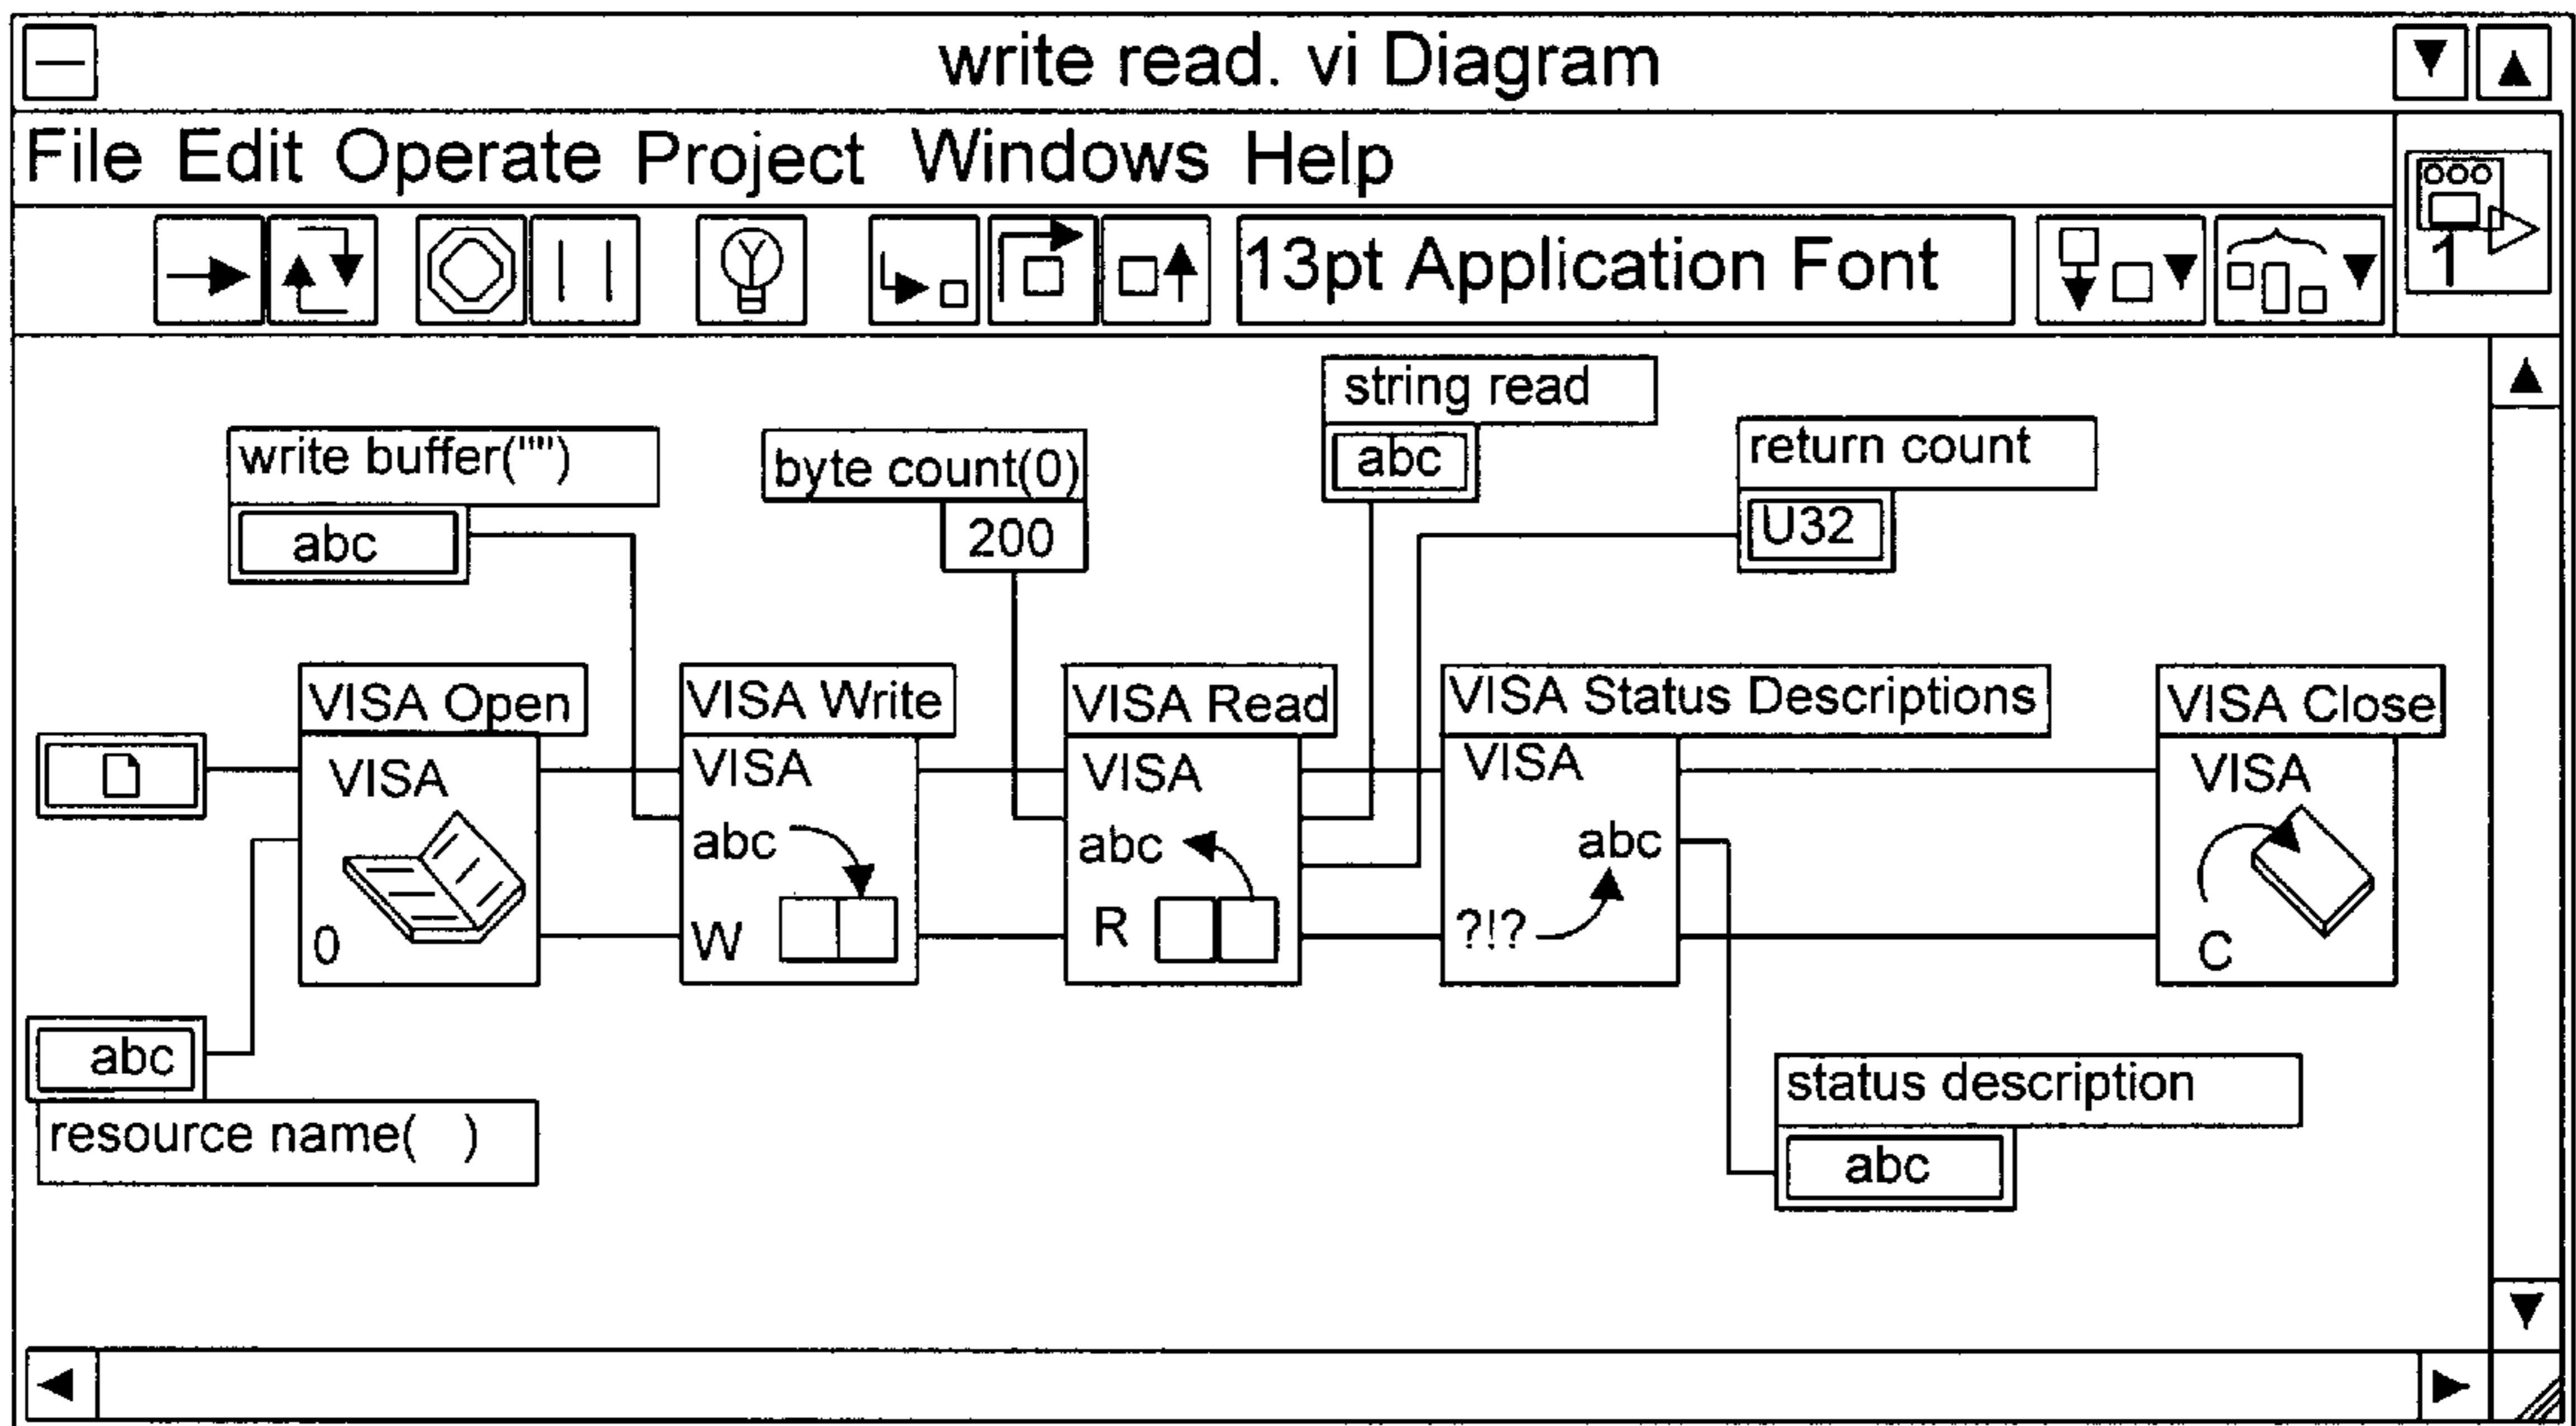 write read. vi Diagram
File Edit Operate Project Windows Help
13pt Application Font
1
string read
abc
write buffer("")
abc
byte count(0)
200
return count
U32
VISA Open
VISA Write
VISA Read
VISA Status Descriptions
VISA Close
VISA
0
VISA
abc
W
VISA
abc
R
VISA
abc
?!?
VISA
C
abc
resource name( )
status description
abc